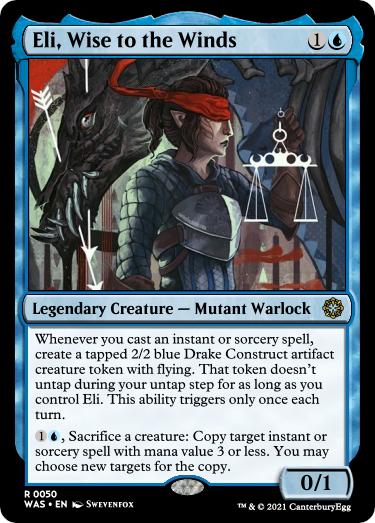 Eli, Wise to the Winds 1
Legendary Creature — Mutant Warlock
Whenever you cast an instant or sorcery spell,
create a tapped 2/2 blue Drake Construct artifact
creature token with flying. That token doesn't
untap during your untap step for as long as you
control Eli. This ability triggers only once each
turn.
1, Sacrifice a creature: Copy target instant or
sorcery spell with mana value 3 or less. You
may choose new targets for the copy.
0/1
R 0050
WAS • EN Swevenfox
™ & © 2021 CanterburyEgg